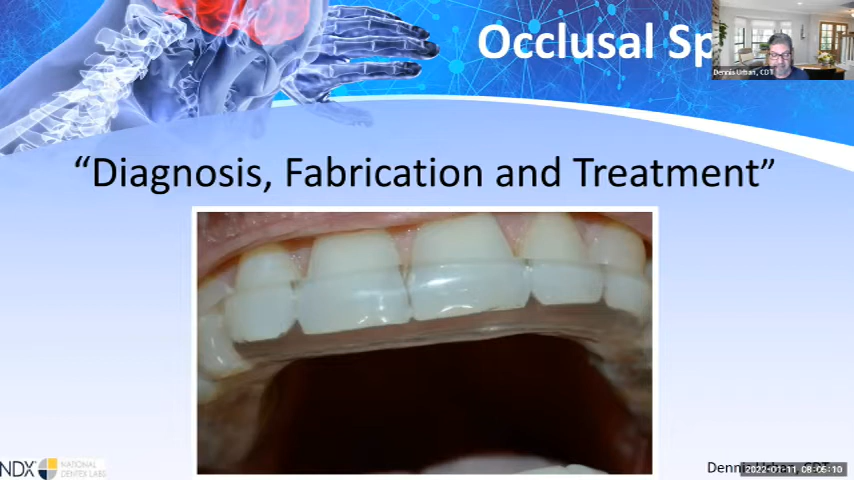 Occlusal Sp
Dennis Urban, CDT
“Diagnosis, Fabrication and Treatment”
NDX NATIONAL
DENTEX LABS
Dennis
2022-01-11 08:05:10